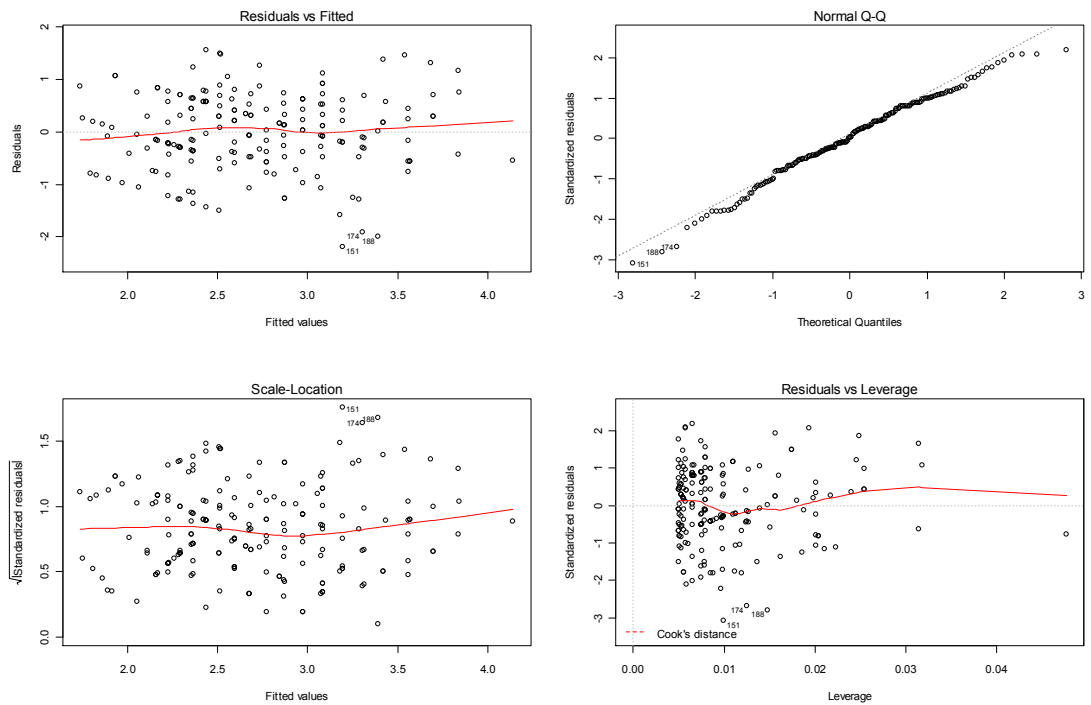 Residuals vs Fitted
2
1
0
-1
-2
Residuals
174
188
151
2.0 2.5 3.0 3.5 4.0
Fitted values
Normal Q-Q
2
1
0
-1
-2
-3
Standardized residuals
188
174
151
-3 -2 -1 0 1 2 3
Theoretical Quantiles
Scale-Location
1.5
1.0
0.5
0.0
√|Standardized residuals|
151
174
188
2.0 2.5 3.0 3.5 4.0
Fitted values
Residuals vs Leverage
2
1
0
-1
-2
-3
Standardized residuals
174
188
151
Cook's distance
0.00 0.01 0.02 0.03 0.04
Leverage